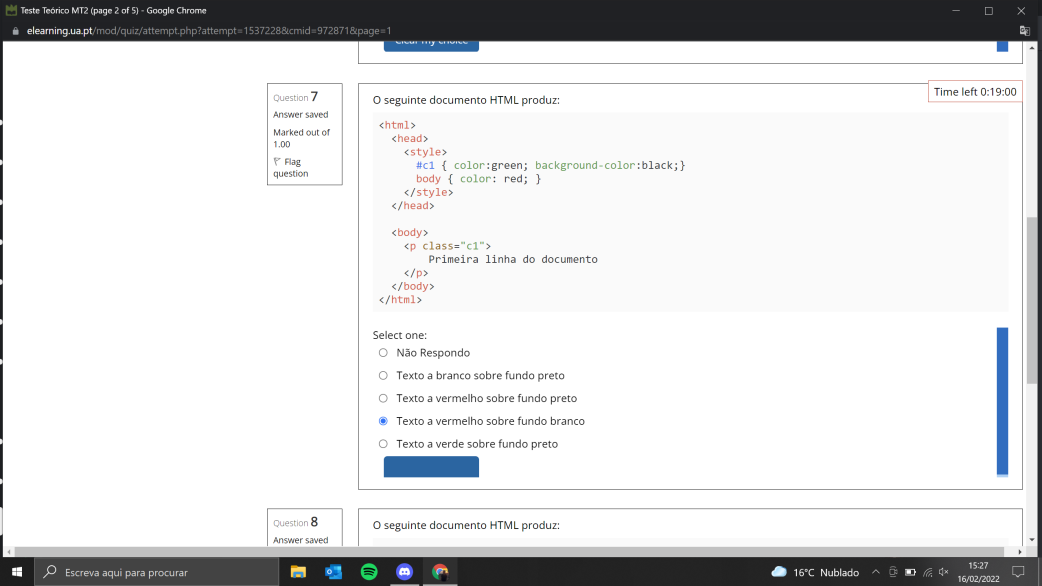 Teste Teórico MT2 (page 2 of 5) - Google Chrome
elearning.ua.pt/mod/quiz/attempt.php?attempt=1537228&cmid=972871&page=1
Clear my choice
Time left 0:19:00
Question 7
Answer saved
Marked out of
1.00
Flag
question
O seguinte documento HTML produz:
<html>
<head>
<style>
#c1 { color:green; background-color:black;}
body { color: red; }
</style>
</head>
<body>
<p class="c1">
Primeira linha do documento
</p>
</body>
</html>
Select one:
Não Respondo
Texto a branco sobre fundo preto
Texto a vermelho sobre fundo preto
Texto a vermelho sobre fundo branco
Texto a verde sobre fundo preto
Question 8
Answer saved
O seguinte documento HTML produz:
Escreva aqui para procurar
16°C Nublado
15:27
16/02/2022